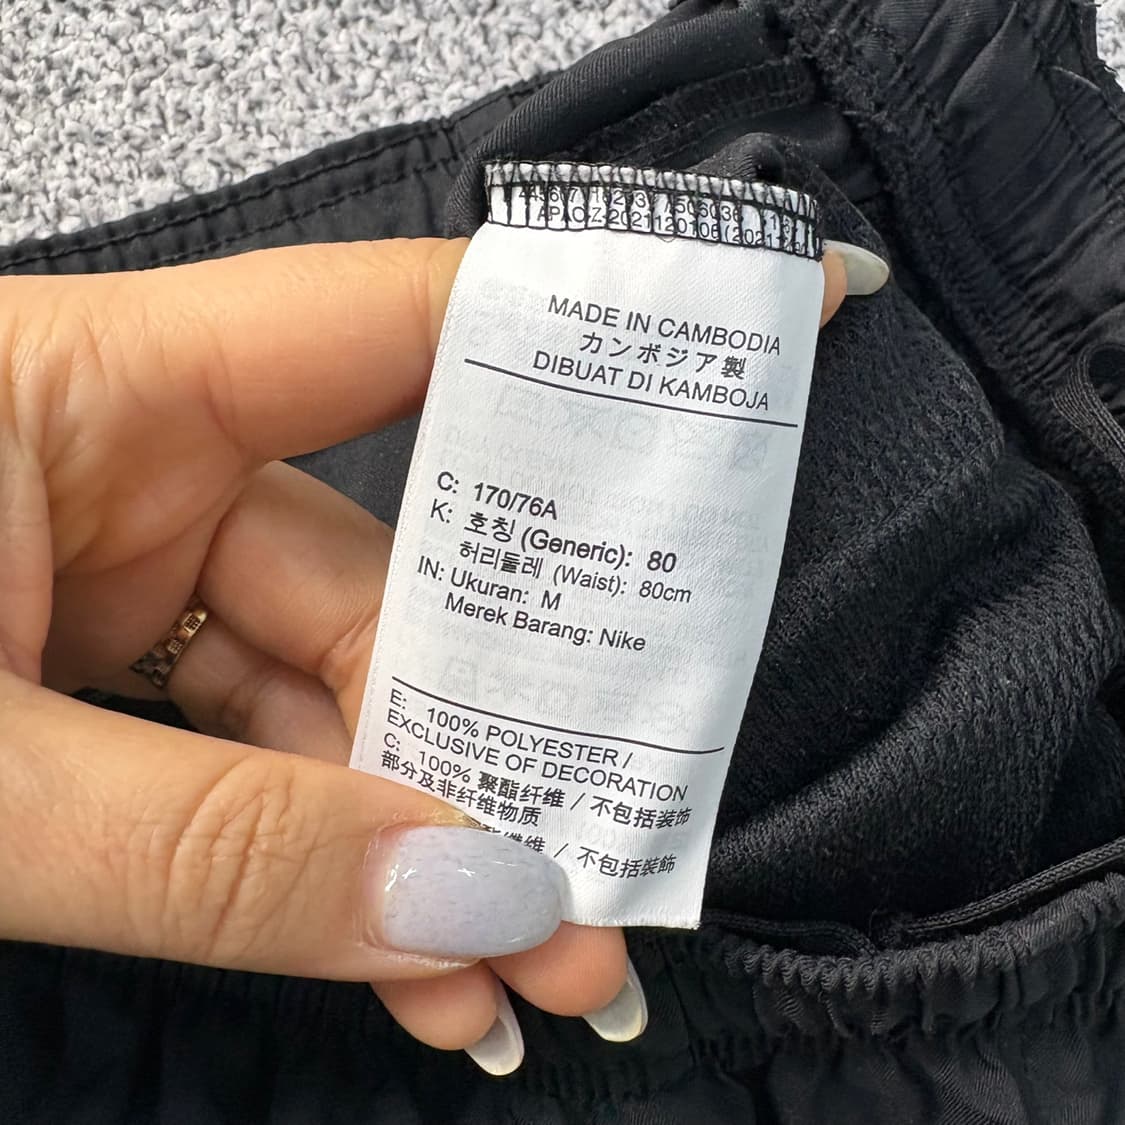 MADE IN CAMBODIA
カンボジア製
DIBUAT DI KAMBOJA
C: 170/76A
K: 호칭 (Generic): 80
허리둘레 (Waist): 80cm
IN: Ukuran: M
Merek Barang: Nike
E: 100% POLYESTER /
EXCLUSIVE OF DECORATION
C: 100% 聚酯纤维 / 不包括装饰
部分及非纤维物质
/ 不包括裝飾